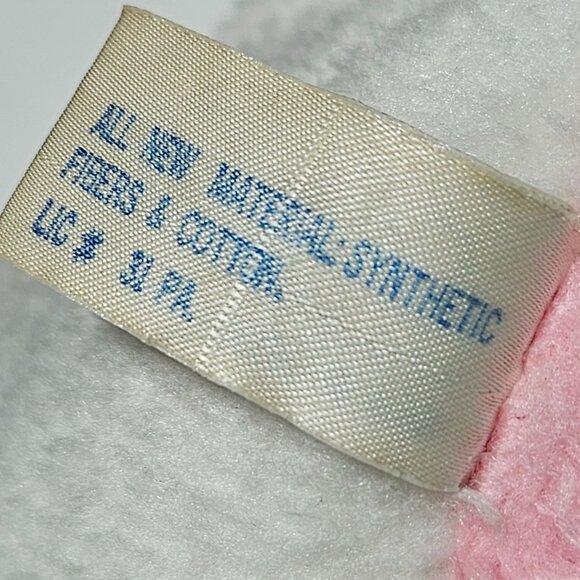 ALL NEW MATERIAL: SYNTHETIC
FIBERS & COTTON.
LIC # 31 PA.